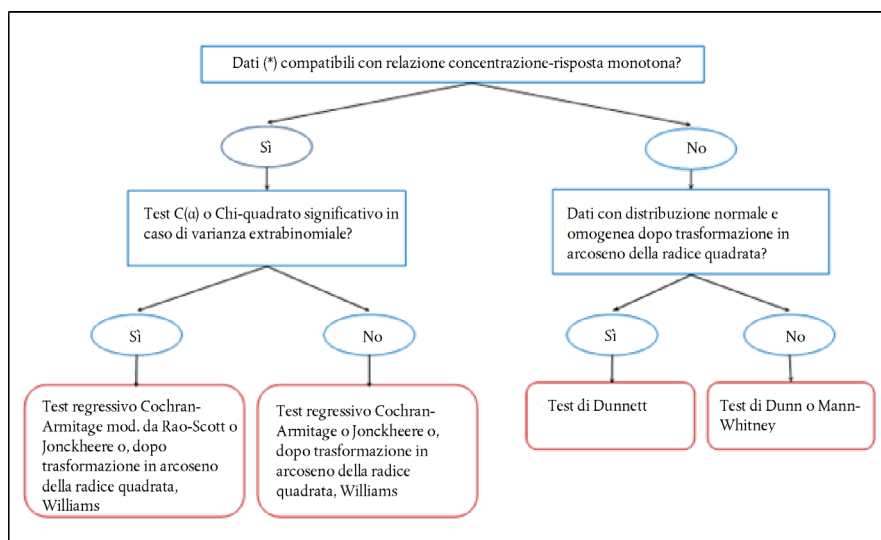 Dati (*) compatibili con relazione concentrazione-risposta monotona?
Sì
No
Test C(α) o Chi-quadrato significativo in
caso di varianza extrabinomiale?
Dati con distribuzione normale e
omogenea dopo trasformazione in
arcoseno della radice quadrata?
Sì
No
Sì
No
Test regressivo Cochran-
Armitage mod. da Rao-Scott o
Jonckheere o, dopo
trasformazione in arcoseno
della radice quadrata,
Williams
Test regressivo Cochran-
Armitage o Jonckheere o,
dopo trasformazione in
arcoseno della radice
quadrata, Williams
Test di Dunnett
Test di Dunn o Mann-
Whitney